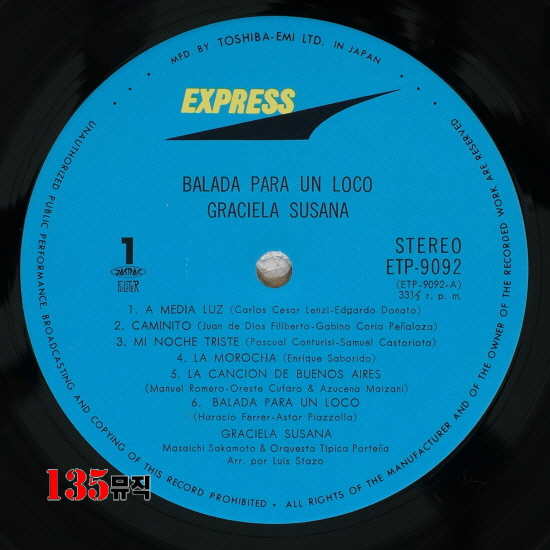 MFD. BY TOSHIBA-EMI LTD. IN JAPAN
EXPRESS
BALADA PARA UN LOCO
GRACIELA SUSANA
1
STEREO
ETP-9092
(ETP-9092-A)
33⅓ r. p. m.
JASRAC
1. A MEDIA LUZ (Carlos Cesar Lenzi-Edgardo Donato)
2. CAMINITO (Juan de Dios Filiberto-Gabino Coria Peñaloza)
3. MI NOCHE TRISTE (Pascual Conturisi-Samuel Castoriota)
4. LA MOROCHA (Enrique Saborido)
5. LA CANCION DE BUENOS AIRES
(Manuel Romero-Oreste Cufaro & Azucena Maizani)
6. BALADA PARA UN LOCO
(Horacio Ferrer-Astor Piazzolla)
GRACIELA SUSANA
Masaichi Sakamoto & Orquesta Tipica Porteña
Arr. por Luis Stazo
UNAUTHORIZED PUBLIC PERFORMANCE, BROADCASTING AND COPYING OF THIS RECORD PROHIBITED • ALL RIGHTS OF THE MANUFACTURER AND OF THE OWNER OF THE RECORDED WORK ARE RESERVED
135뮤직